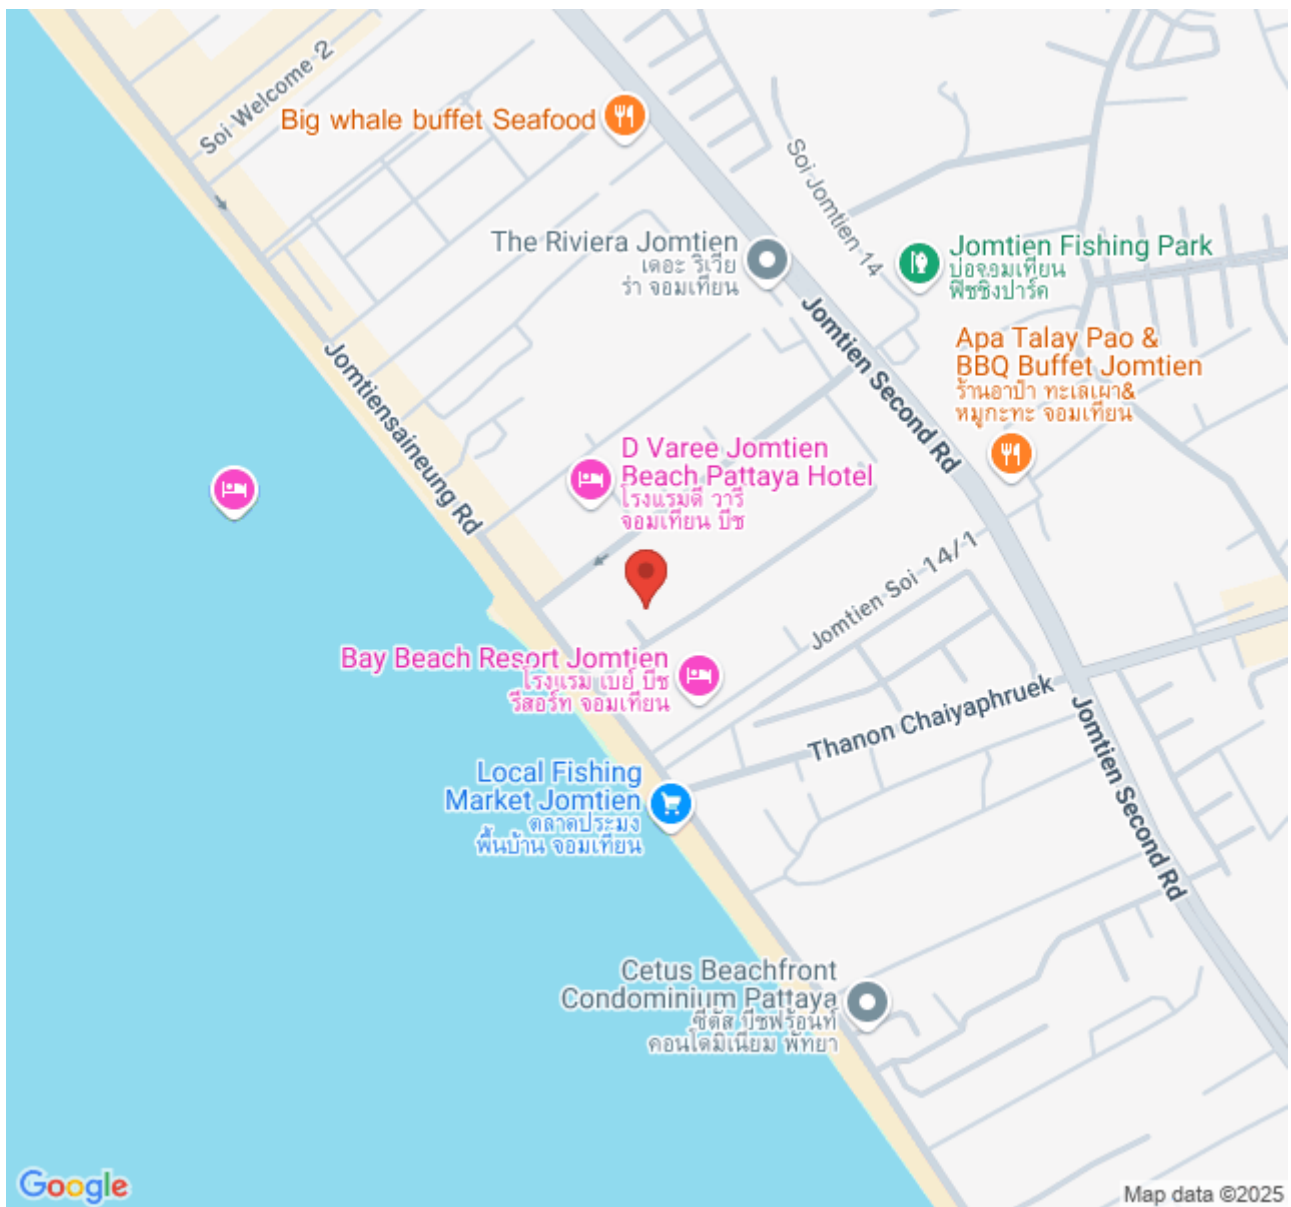 Soi Welcome 2
Big whale buffet Seafood
Soi Jomtien 14
The Riviera Jomtien
เดอะ ริเวีย
ร่า จอมเทียน
Jomtien Fishing Park
บ่อจอมเทียน
ฟิชชิ่งปาร์ค
Jomtien Second Rd
Apa Talay Pao &
BBQ Buffet Jomtien
ร้านอาป๋า ทะเลเผา&
หมูกะทะ จอมเทียน
Jomtiensaineung Rd
D Varee Jomtien
Beach Pattaya Hotel
โรงแรมดี วารี
จอมเทียน บีช
Jomtien Soi 14/1
Bay Beach Resort Jomtien
โรงแรม เบย์ บีช
รีสอร์ท จอมเทียน
Thanon Chaiyaphruek
Jomtien Second Rd
Local Fishing
Market Jomtien
ตลาดประมง
พื้นบ้าน จอมเทียน
Cetus Beachfront
Condominium Pattaya
ซีตัส บีชฟร้อนท์
คอนโดมิเนียม พัทยา
Google
Map data ©2025